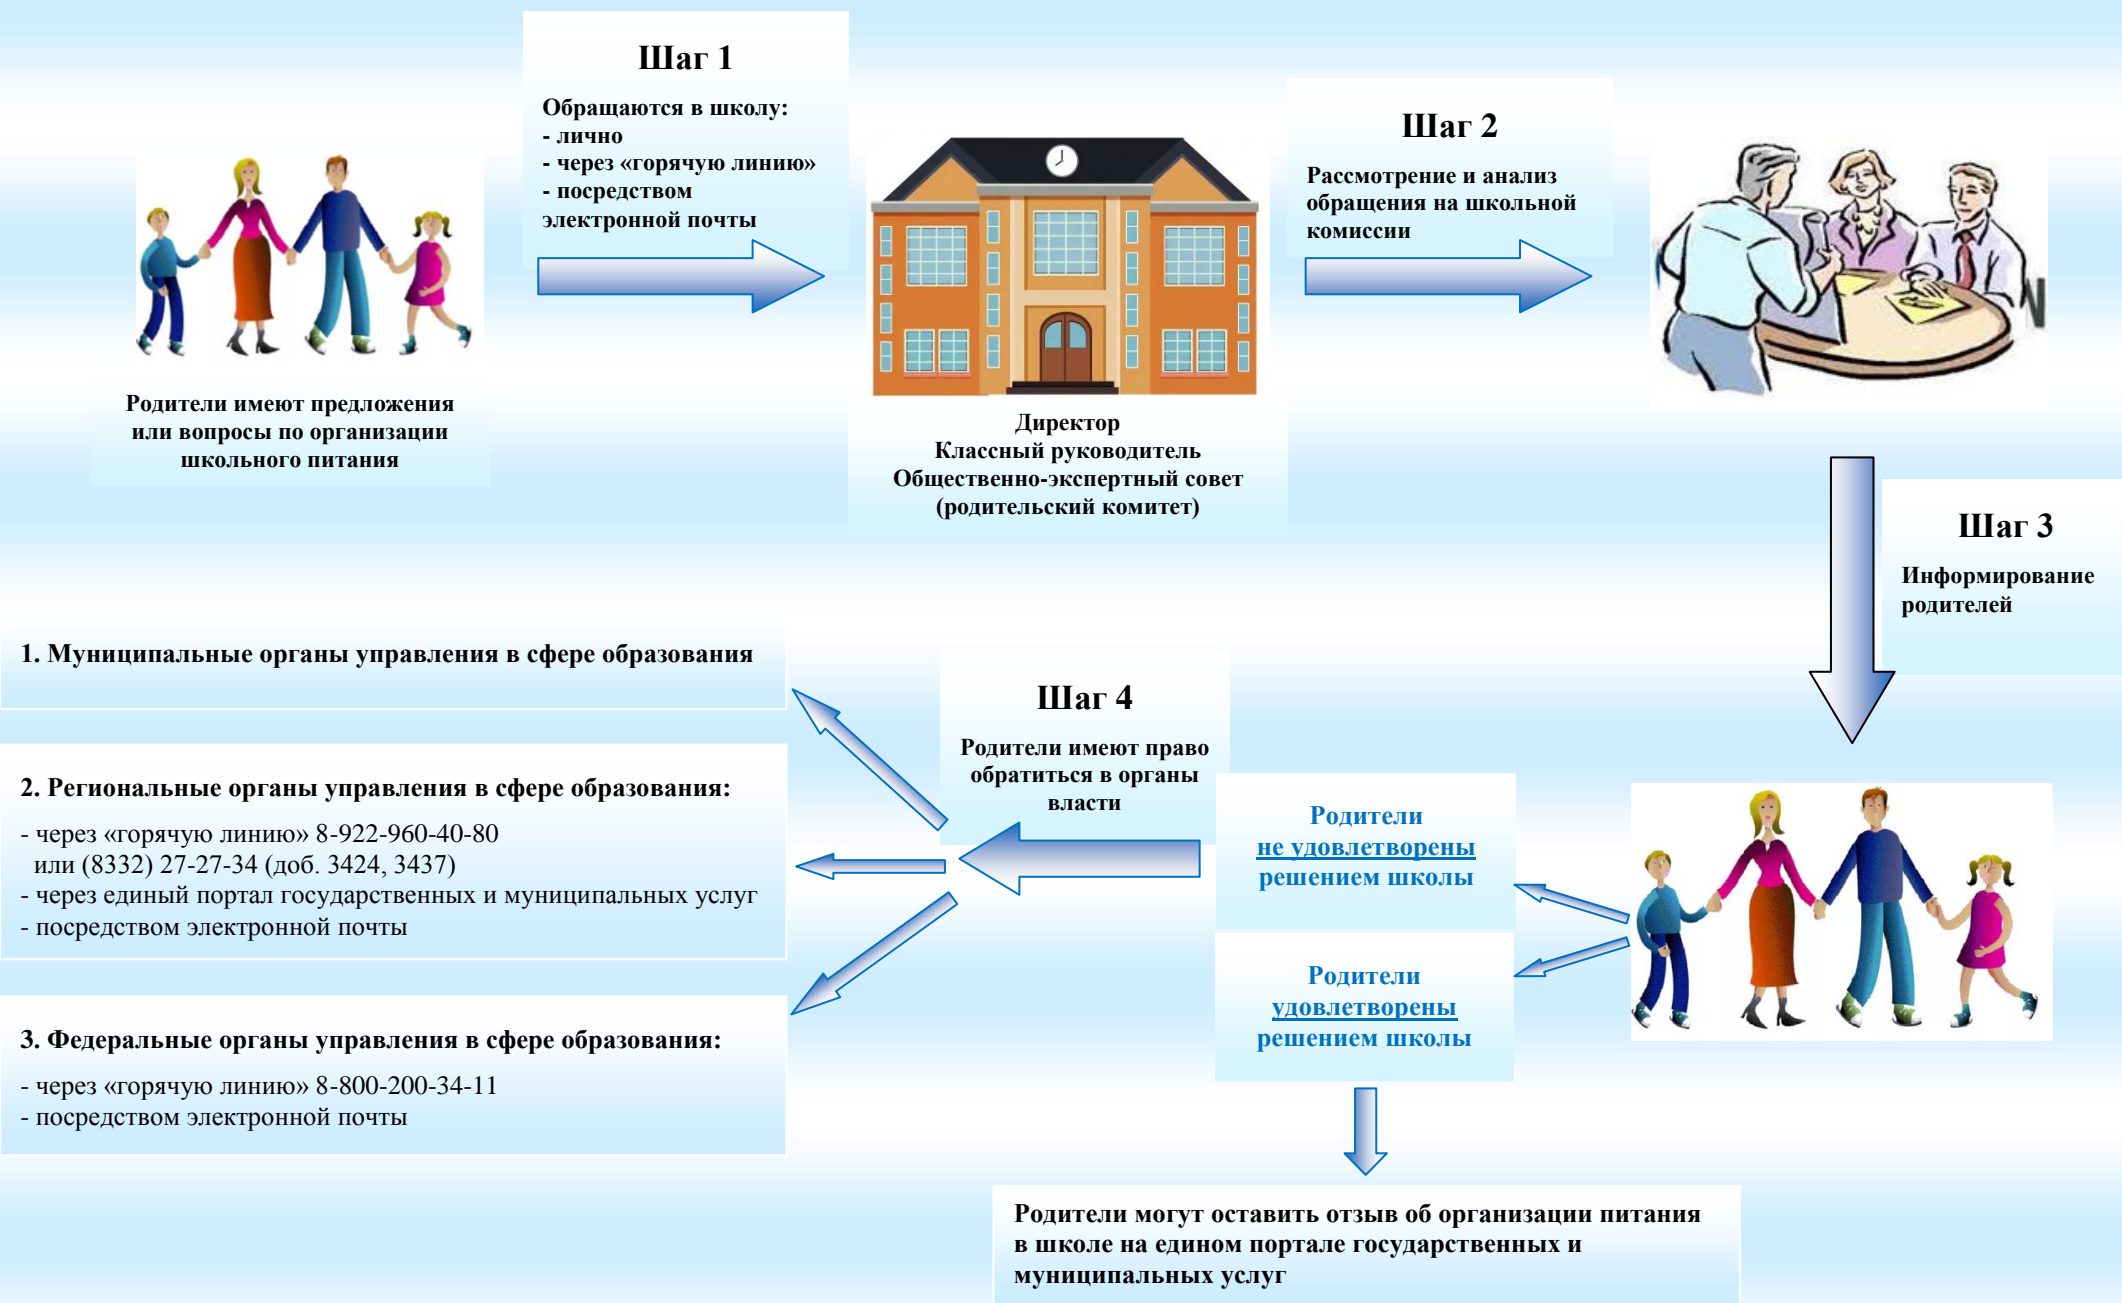 Шаг 1
Обращаются в школу:
- лично
- через «горячую линию»
- посредством
электронной почты
Родители имеют предложения
или вопросы по организации
школьного питания
Директор
Классный руководитель
Общественно-экспертный совет
(родительский комитет)
Шаг 2
Рассмотрение и анализ
обращения на школьной
комиссии
Шаг 3
Информирование
родителей
Родители
не удовлетворены
решением школы
Родители
удовлетворены
решением школы
Шаг 4
Родители имеют право
обратиться в органы
власти
1. Муниципальные органы управления в сфере образования
2. Региональные органы управления в сфере образования:
- через «горячую линию» 8-922-960-40-80
или (8332) 27-27-34 (доб. 3424, 3437)
- через единый портал государственных и муниципальных услуг
- посредством электронной почты
3. Федеральные органы управления в сфере образования:
- через «горячую линию» 8-800-200-34-11
- посредством электронной почты
Родители могут оставить отзыв об организации питания
в школе на едином портале государственных и
муниципальных услуг